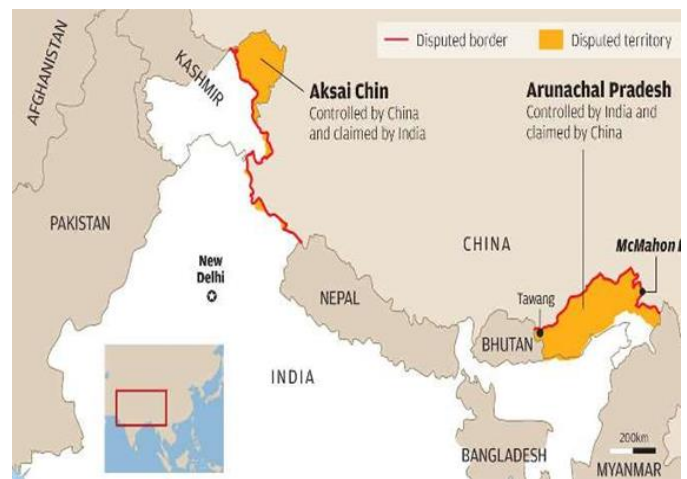 Disputed border
Disputed territory
AFGHANISTAN
KASHMIR
Aksai Chin
Controlled by China
and claimed by India
Arunachal Pradesh
Controlled by India and
claimed by China
PAKISTAN
CHINA
McMahon
New
Delhi
NEPAL
Tawang
BHUTAN
INDIA
200km
BANGLADESH
MYANMAR